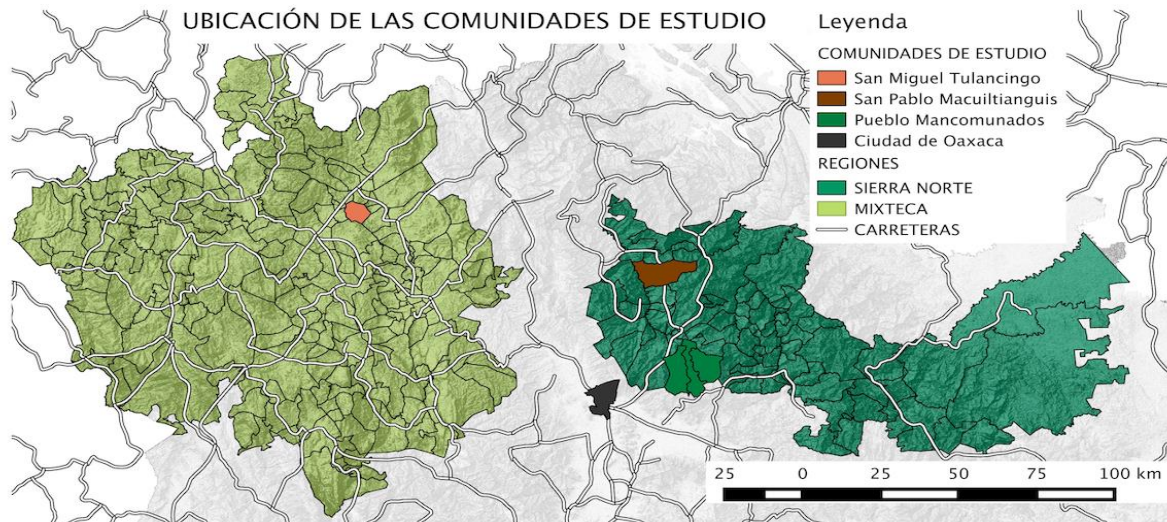 UBICACIÓN DE LAS COMUNIDADES DE ESTUDIO
Leyenda
COMUNIDADES DE ESTUDIO
San Miguel Tulancingo
San Pablo Macuiltianguis
Pueblo Mancomunados
Ciudad de Oaxaca
REGIONES
SIERRA NORTE
MIXTECA
CARRETERAS
25 0 25 50 75 100 km